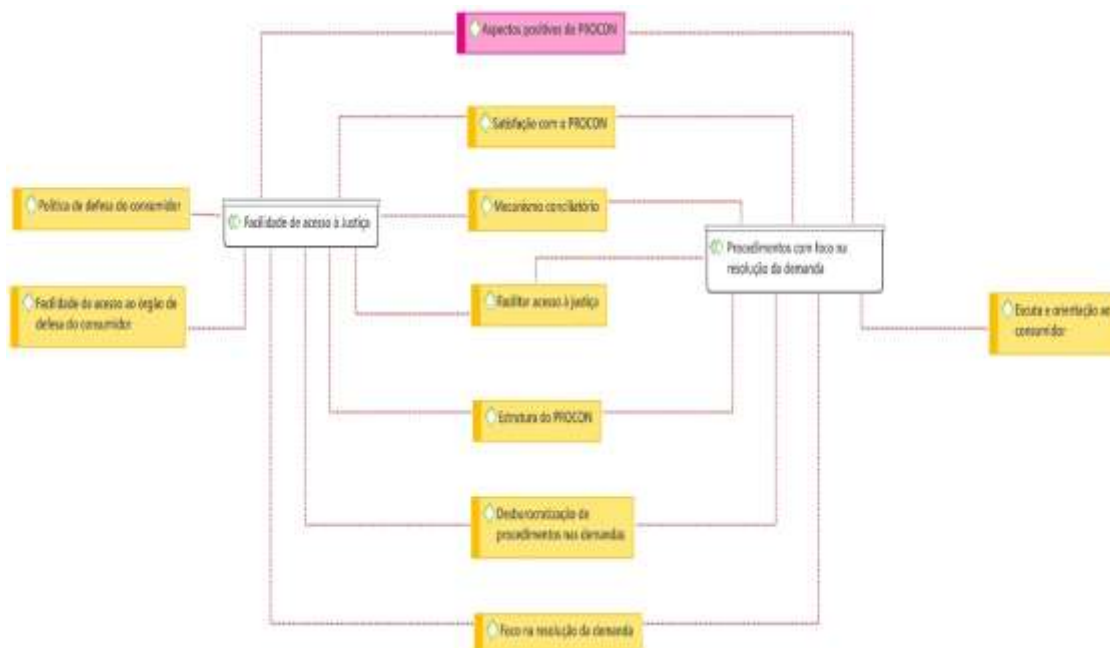 Aspectos positivos do PROCON
Satisfação com o PROCON
Política de defesa do consumidor
Mecanismo conciliatório
Facilidade de acesso à Justiça
Procedimentos com foco na
resolução da demanda
Facilidade do acesso ao órgão de
defesa do consumidor
Facilitar acesso à justiça
Escuta e orientação ao
consumidor
Estrutura do PROCON
Desburocratização de
procedimentos nas demandas
Foco na resolução da demanda